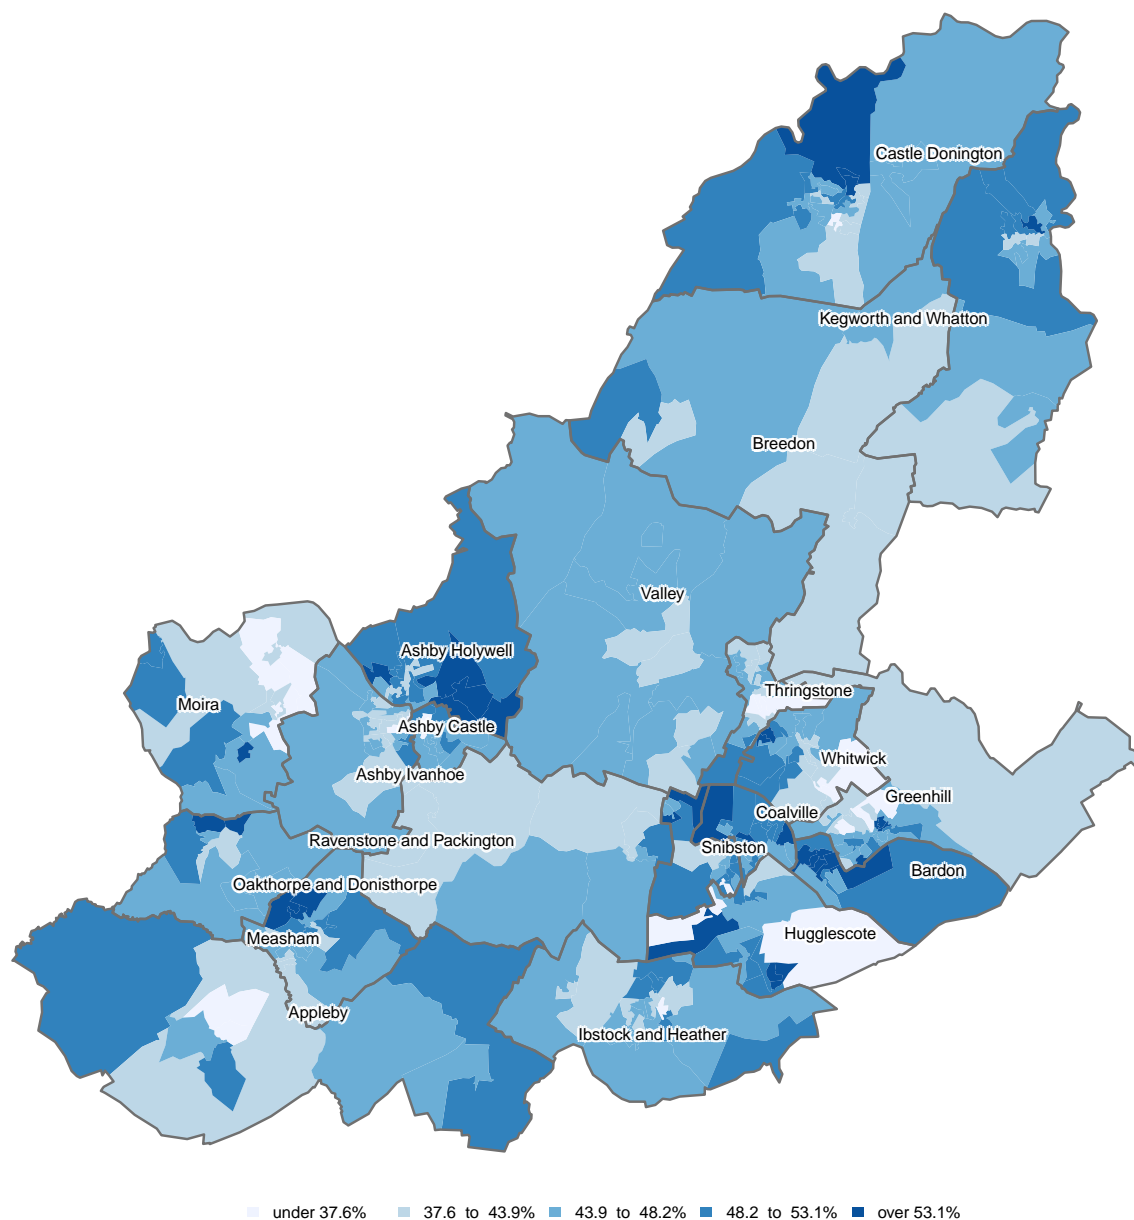 Castle Donington
Kegworth and Whatton
Breedon
Valley
Ashby Holywell
Thringstone
Moira
Ashby Castle
Whitwick
Ashby Ivanhoe
Greenhill
Coalville
Ravenstone and Packington
Snibston
Bardon
Oakthorpe and Donisthorpe
Hugglescote
Measham
Appleby
Ibstock and Heather
under 37.6% 37.6 to 43.9% 43.9 to 48.2% 48.2 to 53.1% over 53.1%